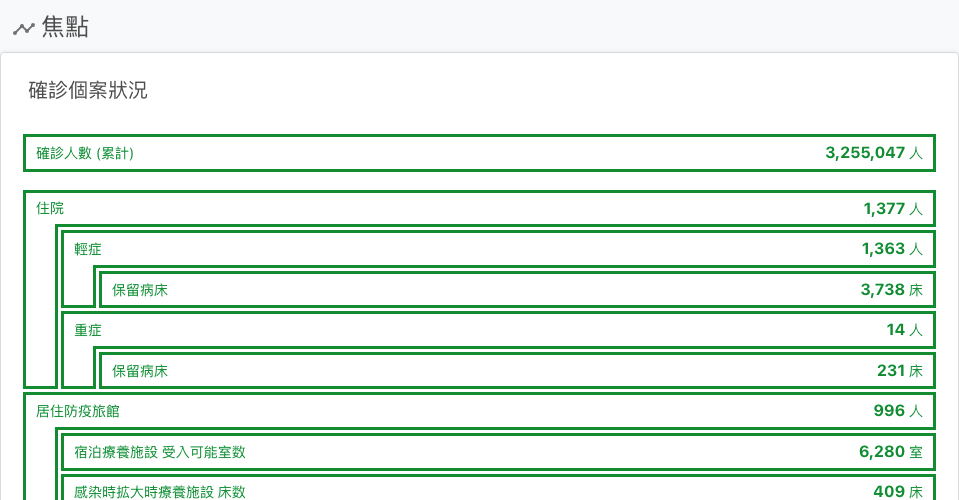 焦點
確診個案狀況
確診人數 (累計) 3,255,047 人
住院 1,377 人
輕症 1,363 人
保留病床 3,738 床
重症 14 人
保留病床 231 床
居住防疫旅館 996 人
宿泊療養施設 受入可能室数 6,280 室
感染時拡大時療養施設 床数 409 床